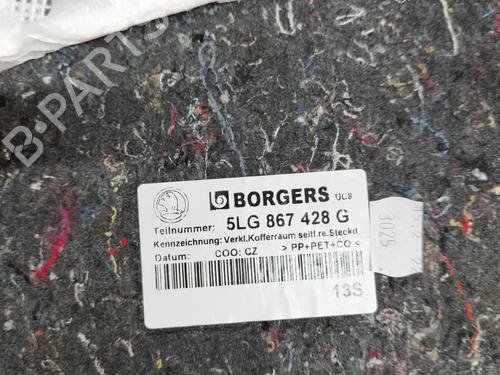 B-PARTS
BORGERS UC8
Teilnummer: 5LG 867 428 G
Kennzeichnung: Verkl.Kofferraum seitl.re.Steckd.
Datum: COO: CZ > PP+PET+CO <
13S
3025